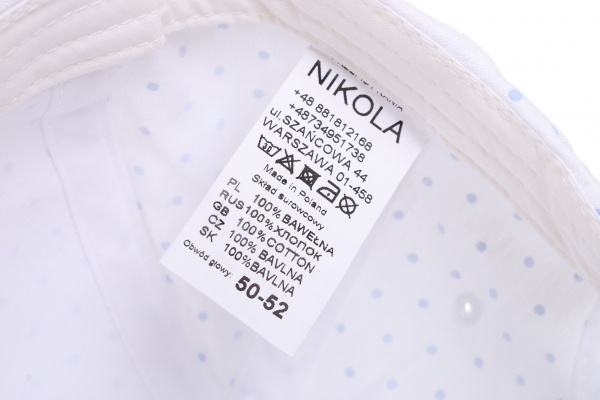 NIKOLA
+48 881812168
+48734951738
ul.SZAŃCOWA 44
WARSZAWA 01-458
Made in Poland
Skład surowcowy
PL 100% BAWEŁNA
RUS 100% ХЛОПОК
GB 100% COTTON
CZ 100% BAVLNA
SK 100% BAVLNA
Obwód głowy:
50-52